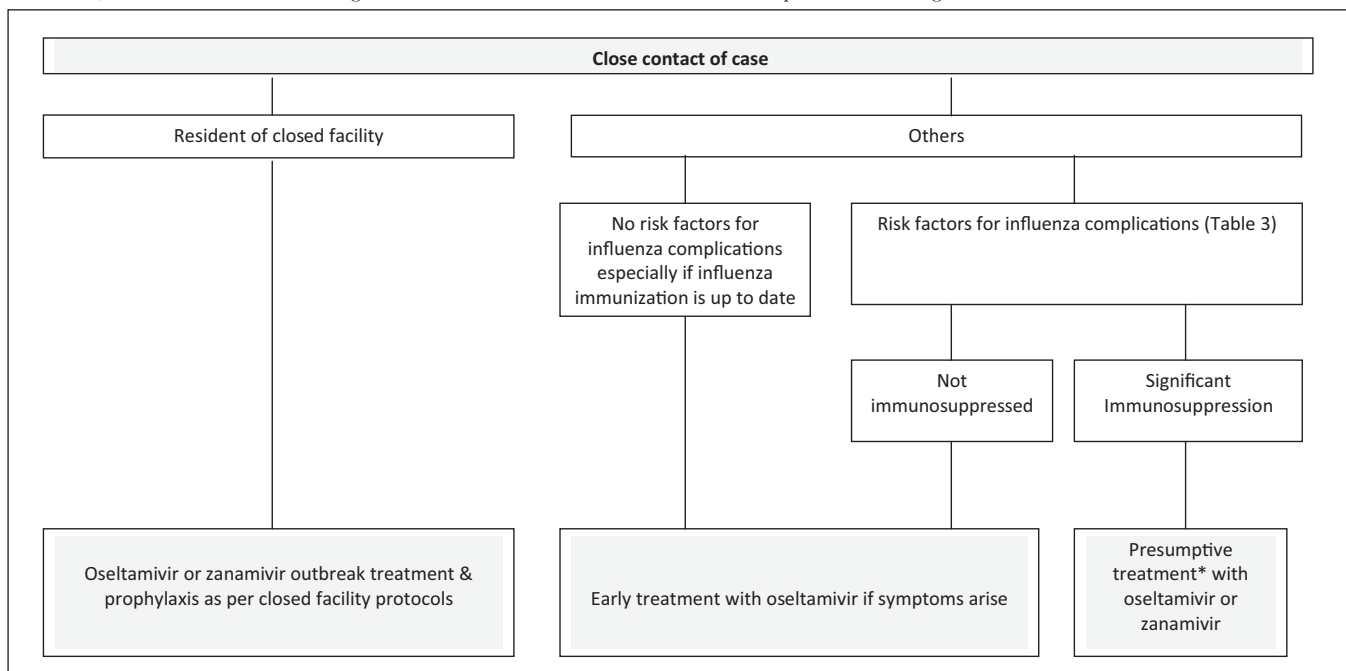 Close contact of case
Resident of closed facility
Others
No risk factors for
influenza complications
especially if influenza
immunization is up to date
Risk factors for influenza complications (Table 3)
Not
immunosuppressed
Significant
Immunosuppression
Oseltamivir or zanamivir outbreak treatment &
prophylaxis as per closed facility protocols
Early treatment with oseltamivir if symptoms arise
Presumptive
treatment* with
oseltamivir or
zanamivir